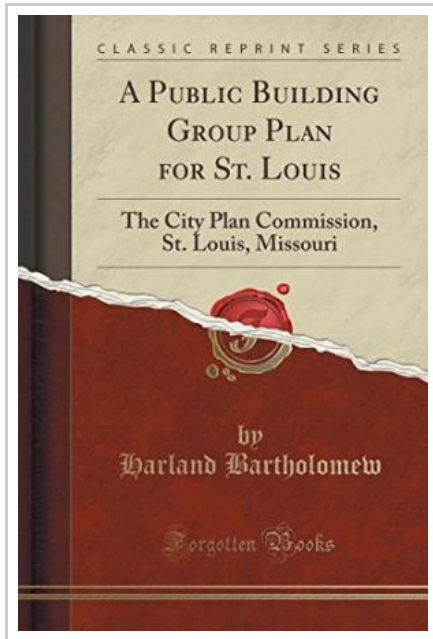 CLASSIC REPRINT SERIES
A PUBLIC BUILDING
GROUP PLAN
FOR ST. LOUIS
The City Plan Commission,
St. Louis, Missouri
F
by
Harland Bartholomew
Forgotten Books